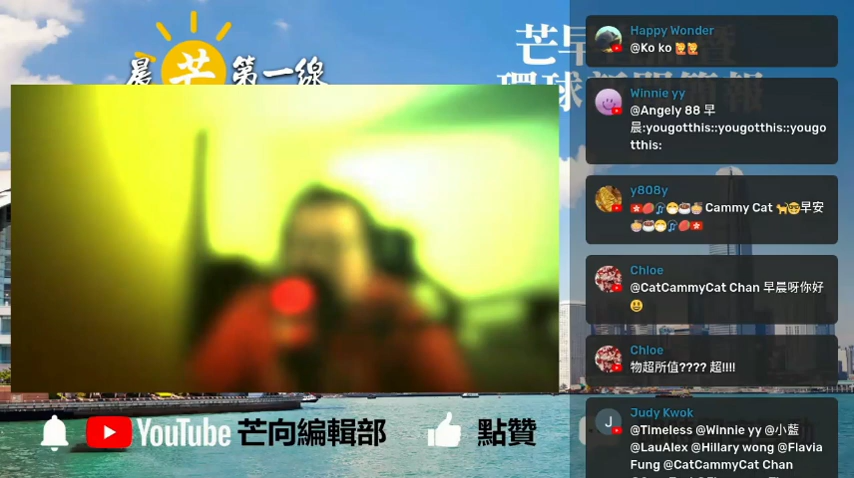 晨芒第一線
YouTube 芒向編輯部
點贊
Happy Wonder
@Ko ko
Winnie yy
@Angely 88 早
晨:yougotthis::yougotthis::yougo
tthis:
y808y
Cammy Cat 早安
Chloe
@CatCammyCat Chan 早晨呀你好
Chloe
物超所值???? 超!!!!
Judy Kwok
J
@Timeless @Winnie yy @小藍
@LauAlex @Hillary wong @Flavia
Fung @CatCammyCat Chan